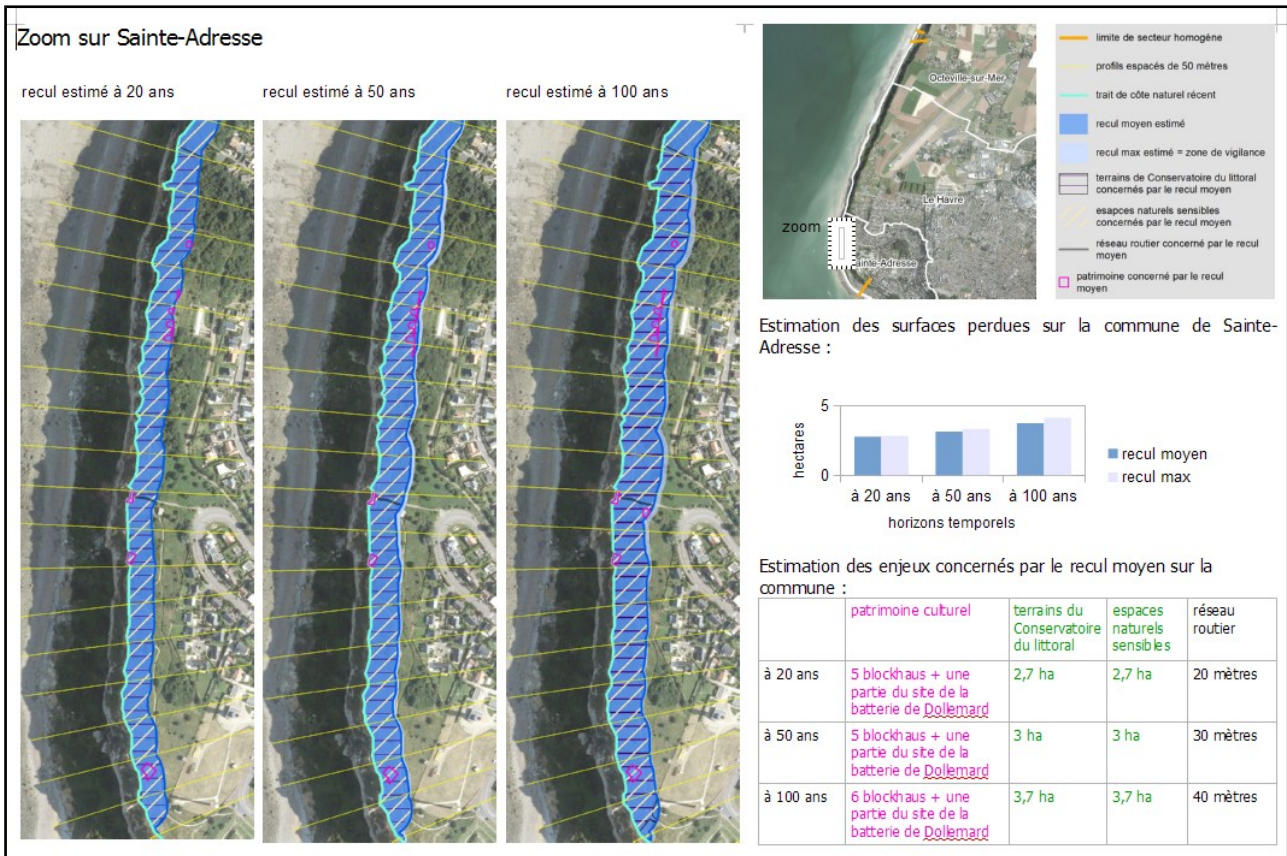 Zoom sur Sainte-Adresse
recul estimé à 20 ans
recul estimé à 50 ans
recul estimé à 100 ans
Octeville-sur-Mer
Le Havre
zoom
ainte-Adresse
limite de secteur homogène
profils espacés de 50 mètres
trait de côte naturel récent
recul moyen estimé
recul max estimé = zone de vigilance
terrains de Conservatoire du littoral
concernés par le recul moyen
esapces naturels sensibles
concernés par le recul moyen
réseau routier concerné par le recul
moyen
patrimoine concerné par le recul
moyen
Estimation des surfaces perdues sur la commune de Sainte-
Adresse :
hectares
5
0
à 20 ans
à 50 ans
à 100 ans
horizons temporels
recul moyen
recul max
Estimation des enjeux concernés par le recul moyen sur la
commune :
patrimoine culturel
terrains du
Conservatoire
du littoral
espaces
naturels
sensibles
réseau
routier
à 20 ans
5 blockhaus + une
partie du site de la
batterie de Dollemard
2,7 ha
2,7 ha
20 mètres
à 50 ans
5 blockhaus + une
partie du site de la
batterie de Dollemard
3 ha
3 ha
30 mètres
à 100 ans
6 blockhaus + une
partie du site de la
batterie de Dollemard
3,7 ha
3,7 ha
40 mètres